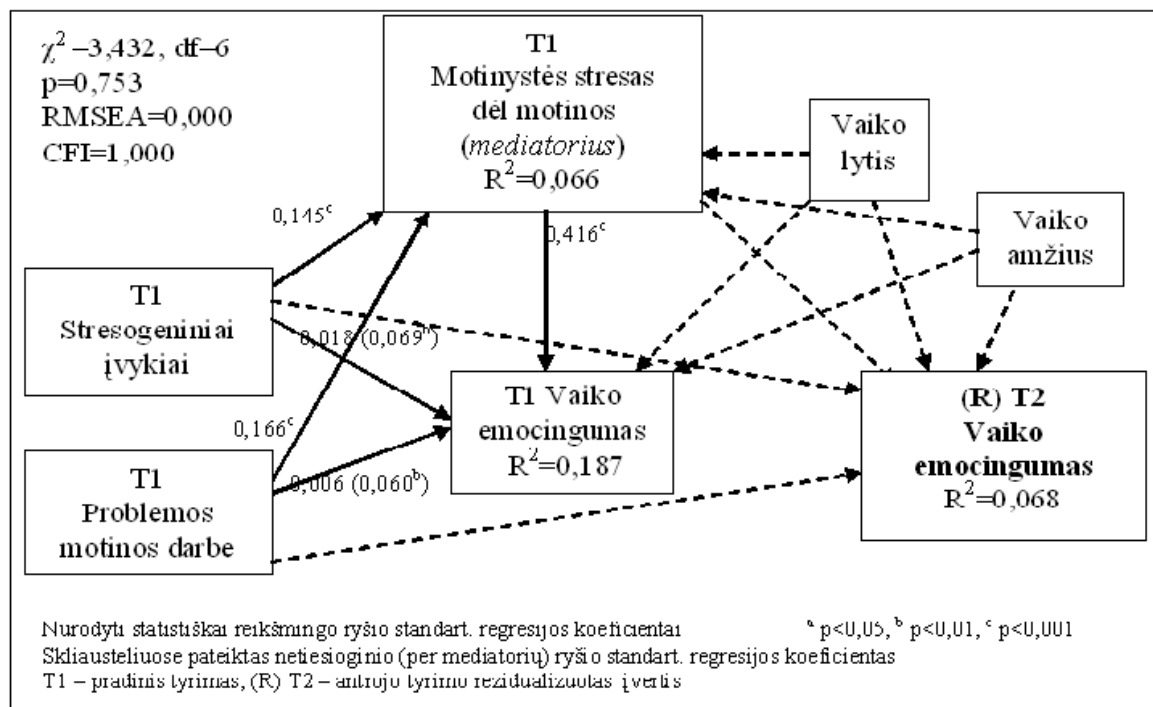 χ² –3,432, df–6
p=0,753
RMSEA=0,000
CFI=1,000
T1
Motinystės stresas
dėl motinos
(mediatorius)
R²=0,066
Vaiko
lytis
Vaiko
amžius
0,145ᶜ
0,416ᶜ
T1
Stresogeniniai
įvykiai
0,018 (0,069ᵃ)
0,166ᶜ
T1 Vaiko
emocingumas
R²=0,187
(R) T2
Vaiko
emocingumas
R²=0,068
T1
Problemos
motinos darbe
0,006 (0,060ᵇ)
Nurodyti statistiškai reikšmingo ryšio standart. regresijos koeficientai ᵃ p<0,05, ᵇ p<0,01, ᶜ p<0,001
Skliausteliuose pateiktas netiesioginio (per mediatorių) ryšio standart. regresijos koeficientas
T1 – pradinis tyrimas, (R) T2 – antrojo tyrimo rezidualizuotas įvertis